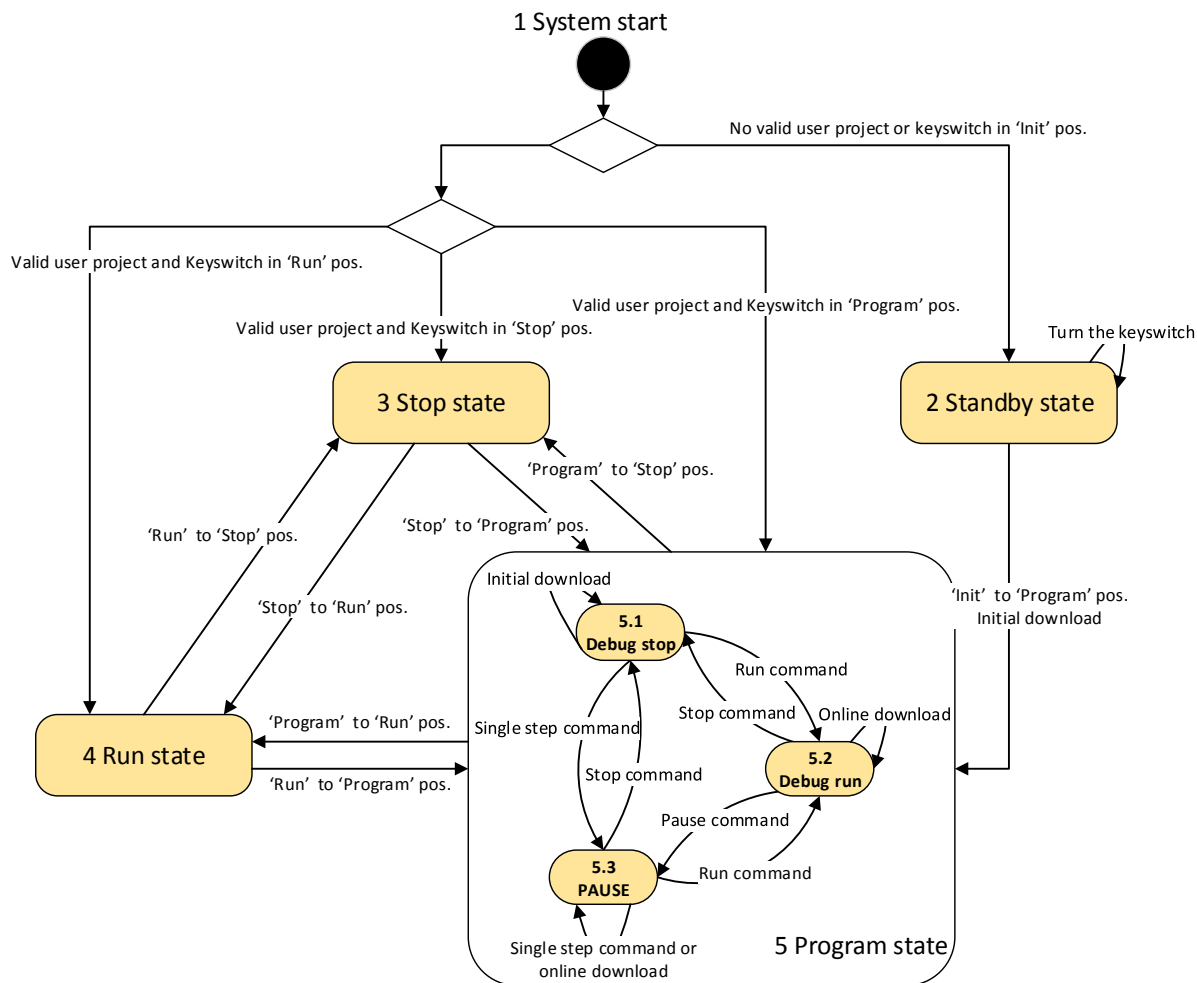 1 System start
No valid user project or keyswitch in ‘Init’ pos.
Valid user project and Keyswitch in ‘Run’ pos.
Valid user project and Keyswitch in ‘Program’ pos.
Valid user project and Keyswitch in ‘Stop’ pos.
Turn the keyswitch
3 Stop state
2 Standby state
‘Program’ to ‘Stop’ pos.
‘Stop’ to ‘Program’ pos.
‘Run’ to ‘Stop’ pos.
‘Stop’ to ‘Run’ pos.
Initial download
‘Init’ to ‘Program’ pos.
Initial download
5.1
Debug stop
Run command
Stop command
Online download
Single step command
‘Program’ to ‘Run’ pos.
4 Run state
‘Run’ to ‘Program’ pos.
5.2
Debug run
Stop command
Pause command
5.3
PAUSE
Run command
5 Program state
Single step command or
online download